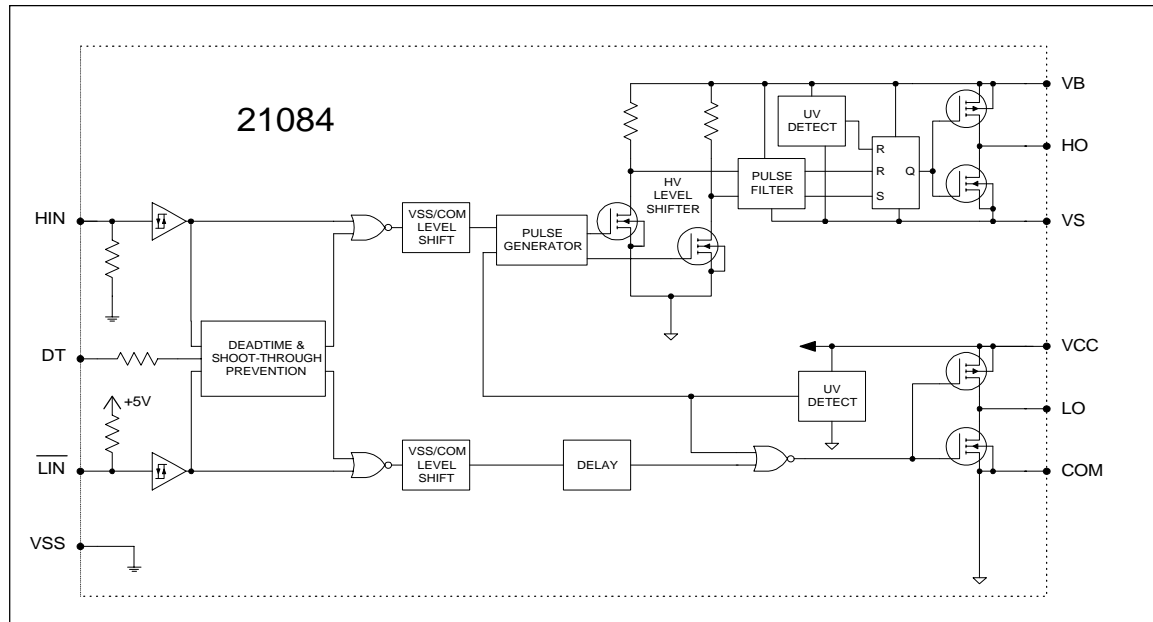 21084
VB
UV
DETECT
R
R
Q
S
HO
PULSE
FILTER
HV
LEVEL
SHIFTER
HIN
VSS/COM
LEVEL
SHIFT
PULSE
GENERATOR
VS
DEADTIME &
SHOOT-THROUGH
PREVENTION
DT
VCC
UV
DETECT
+5V
LO
LIN
VSS/COM
LEVEL
SHIFT
DELAY
COM
VSS